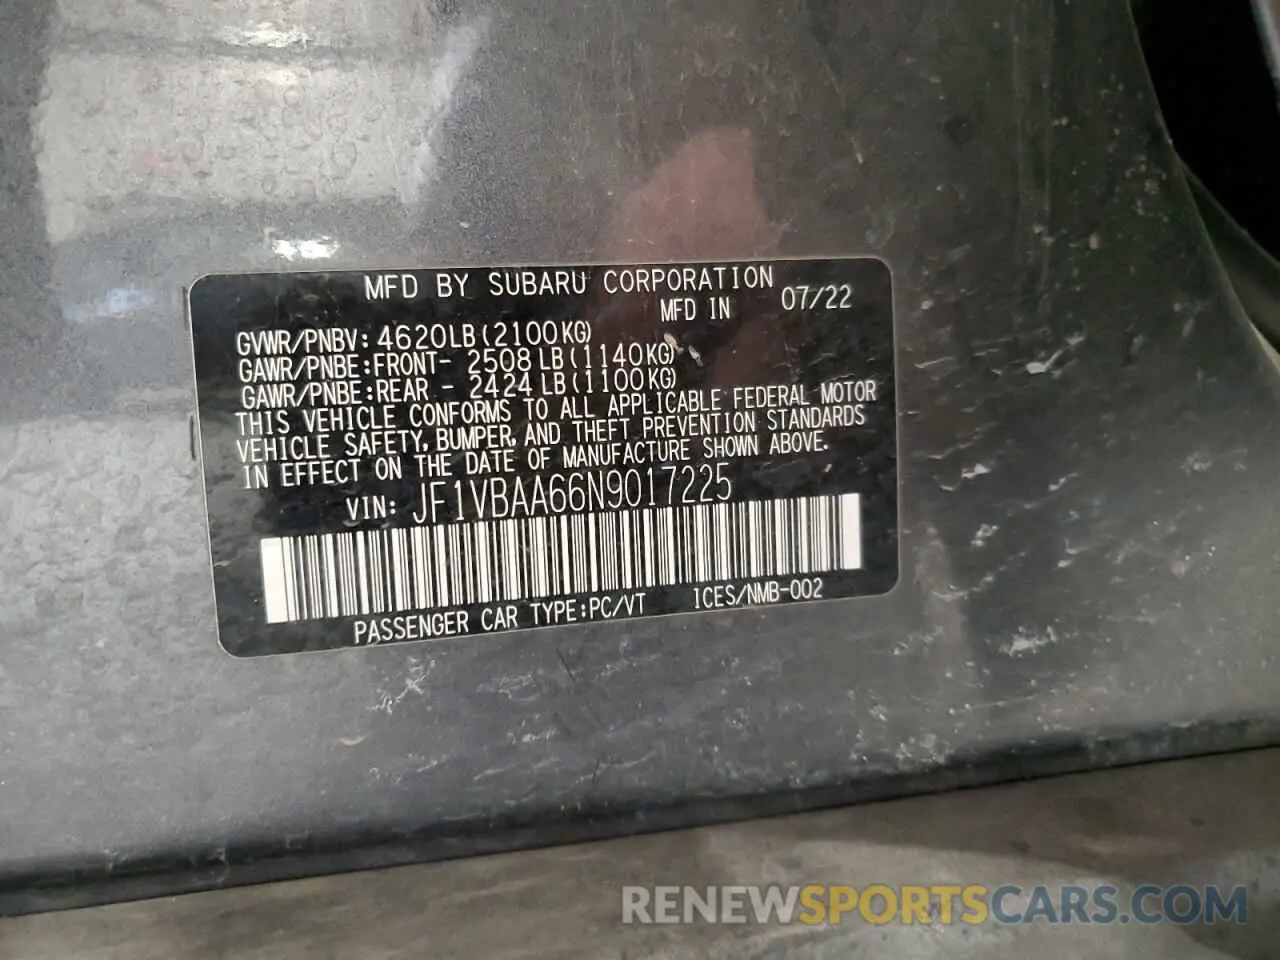 MFD BY SUBARU CORPORATION
MFD IN 07/22
GVWR/PNBV: 4620LB(2100KG)
GAWR/PNBE:FRONT- 2508 LB(1140KG)
GAWR/PNBE:REAR - 2424 LB(1100KG)
THIS VEHICLE CONFORMS TO ALL APPLICABLE FEDERAL MOTOR
VEHICLE SAFETY, BUMPER, AND THEFT PREVENTION STANDARDS
IN EFFECT ON THE DATE OF MANUFACTURE SHOWN ABOVE.
VIN: JF1VBAA66N9017225
PASSENGER CAR TYPE:PC/VT ICES/NMB-002
RENEWSPORTSCARS.COM